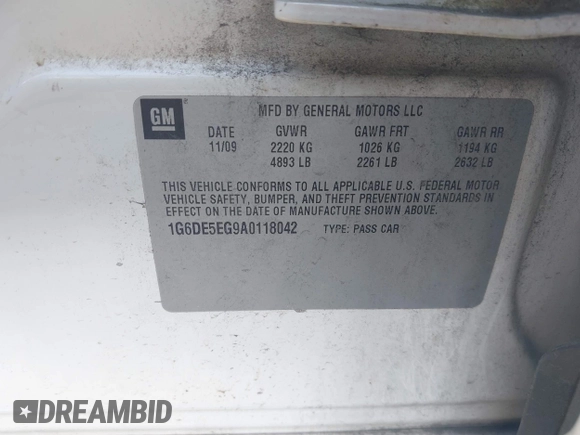 GM
MFD BY GENERAL MOTORS LLC
DATE GVWR GAWR FRT GAWR RR
11/09 2220 KG 1026 KG 1194 KG
4893 LB 2261 LB 2632 LB
THIS VEHICLE CONFORMS TO ALL APPLICABLE U.S. FEDERAL MOTOR
VEHICLE SAFETY, BUMPER, AND THEFT PREVENTION STANDARDS
IN EFFECT ON THE DATE OF MANUFACTURE SHOWN ABOVE.
1G6DE5EG9A0118042 TYPE: PASS CAR
DREAMBID